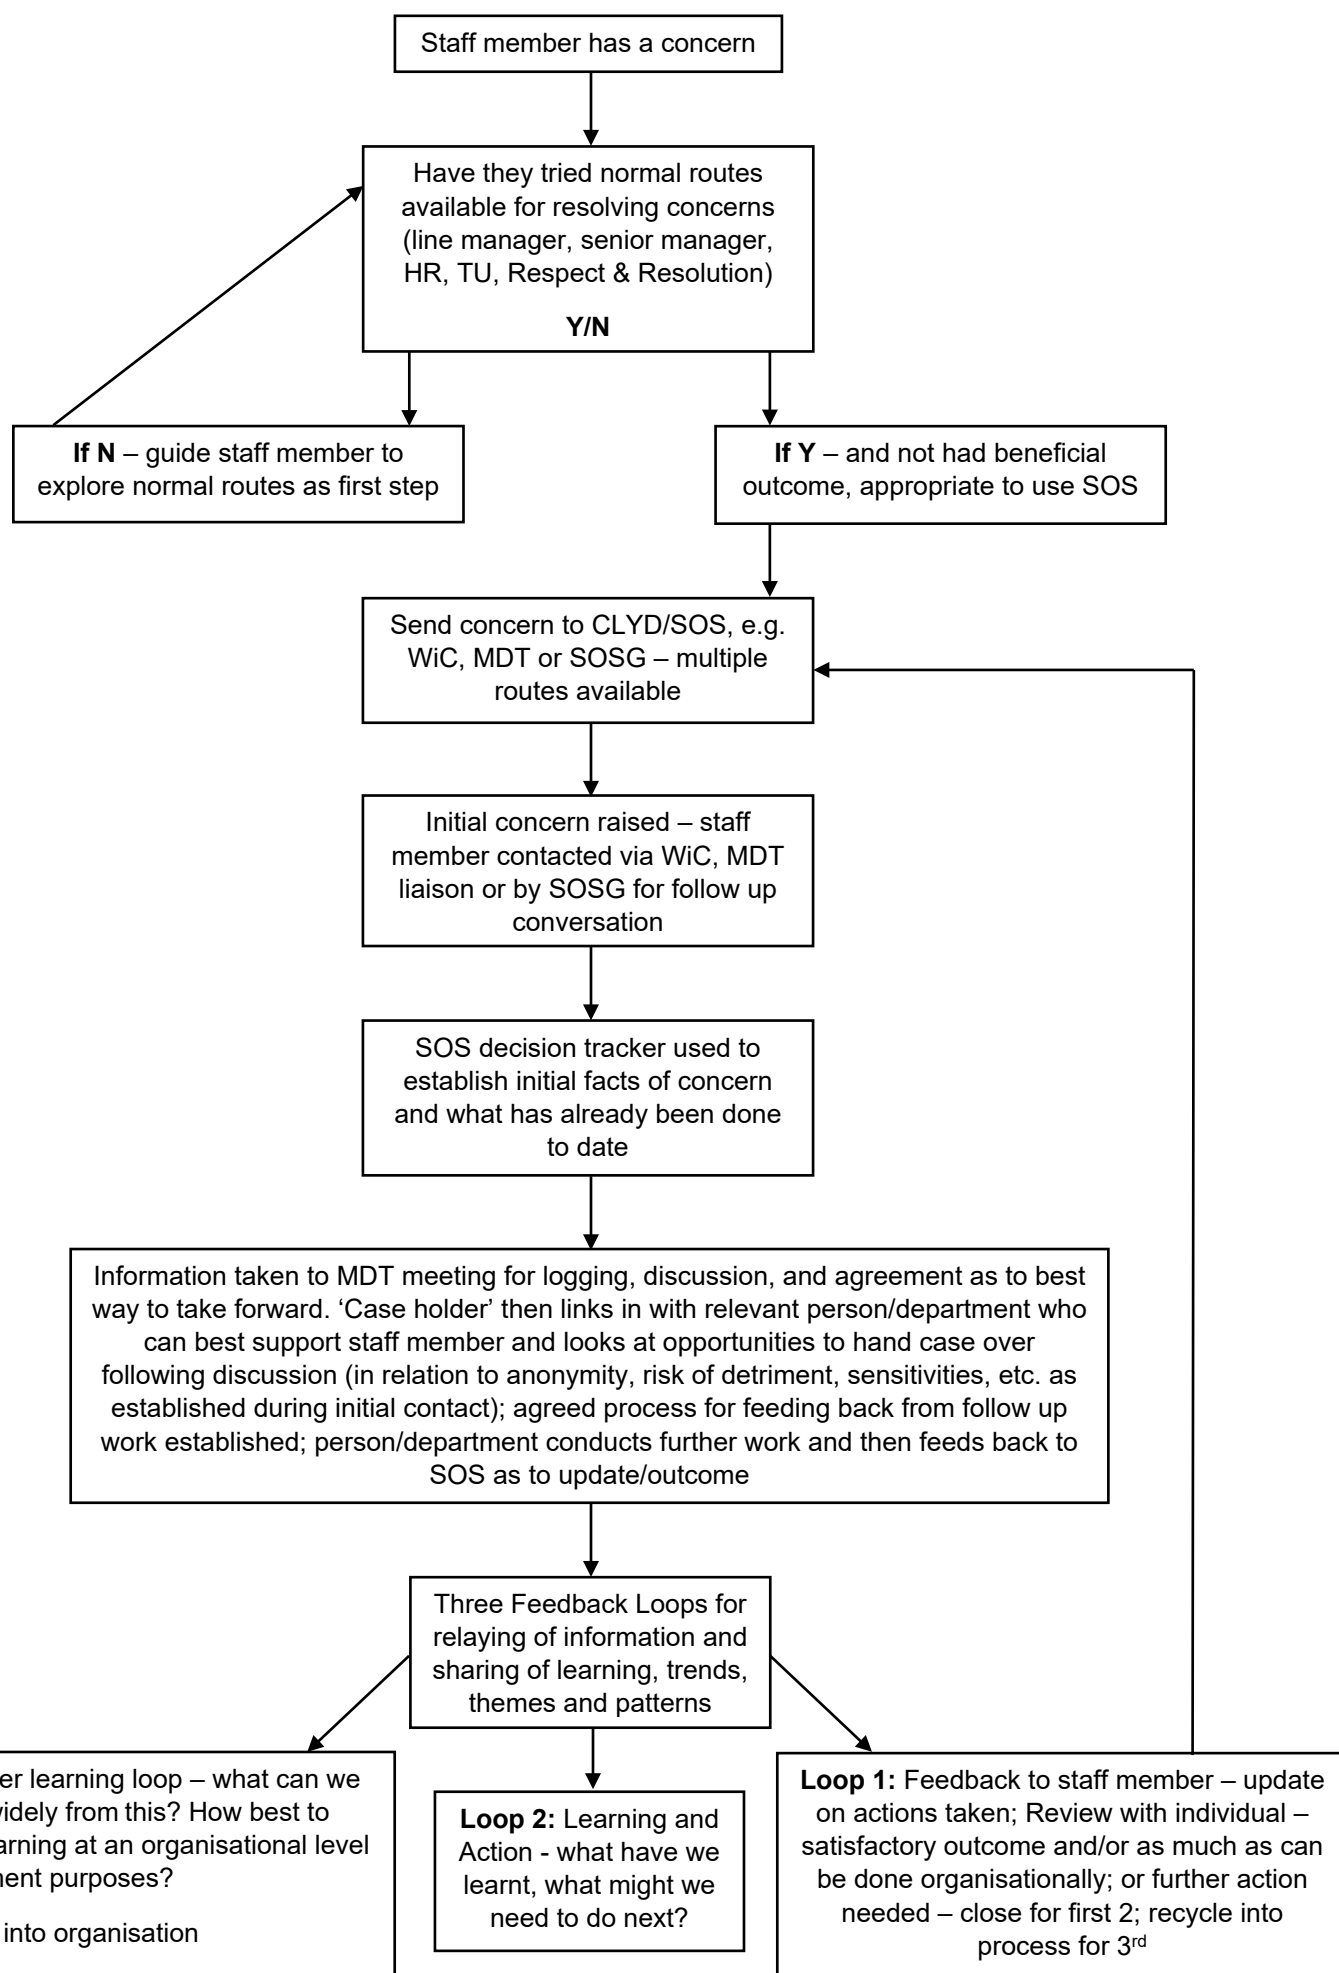 Staff member has a concern
Have they tried normal routes
available for resolving concerns
(line manager, senior manager,
HR, TU, Respect & Resolution)
Y/N
If N – guide staff member to
explore normal routes as first step
If Y – and not had beneficial
outcome, appropriate to use SOS
Send concern to CLYD/SOS, e.g.
WiC, MDT or SOSG – multiple
routes available
Initial concern raised – staff
member contacted via WiC, MDT
liaison or by SOSG for follow up
conversation
SOS decision tracker used to
establish initial facts of concern
and what has already been done
to date
Information taken to MDT meeting for logging, discussion, and agreement as to best
way to take forward. ‘Case holder’ then links in with relevant person/department who
can best support staff member and looks at opportunities to hand case over
following discussion (in relation to anonymity, risk of detriment, sensitivities, etc. as
established during initial contact); agreed process for feeding back from follow up
work established; person/department conducts further work and then feeds back to
SOS as to update/outcome
Three Feedback Loops for
relaying of information and
sharing of learning, trends,
themes and patterns
learning loop – what can we
from this? How best to
at an organisational level
purposes?
into organisation
Loop 2: Learning and
Action - what have we
learnt, what might we
need to do next?
Loop 1: Feedback to staff member – update
on actions taken; Review with individual –
satisfactory outcome and/or as much as can
be done organisationally; or further action
needed – close for first 2; recycle into
process for 3rd